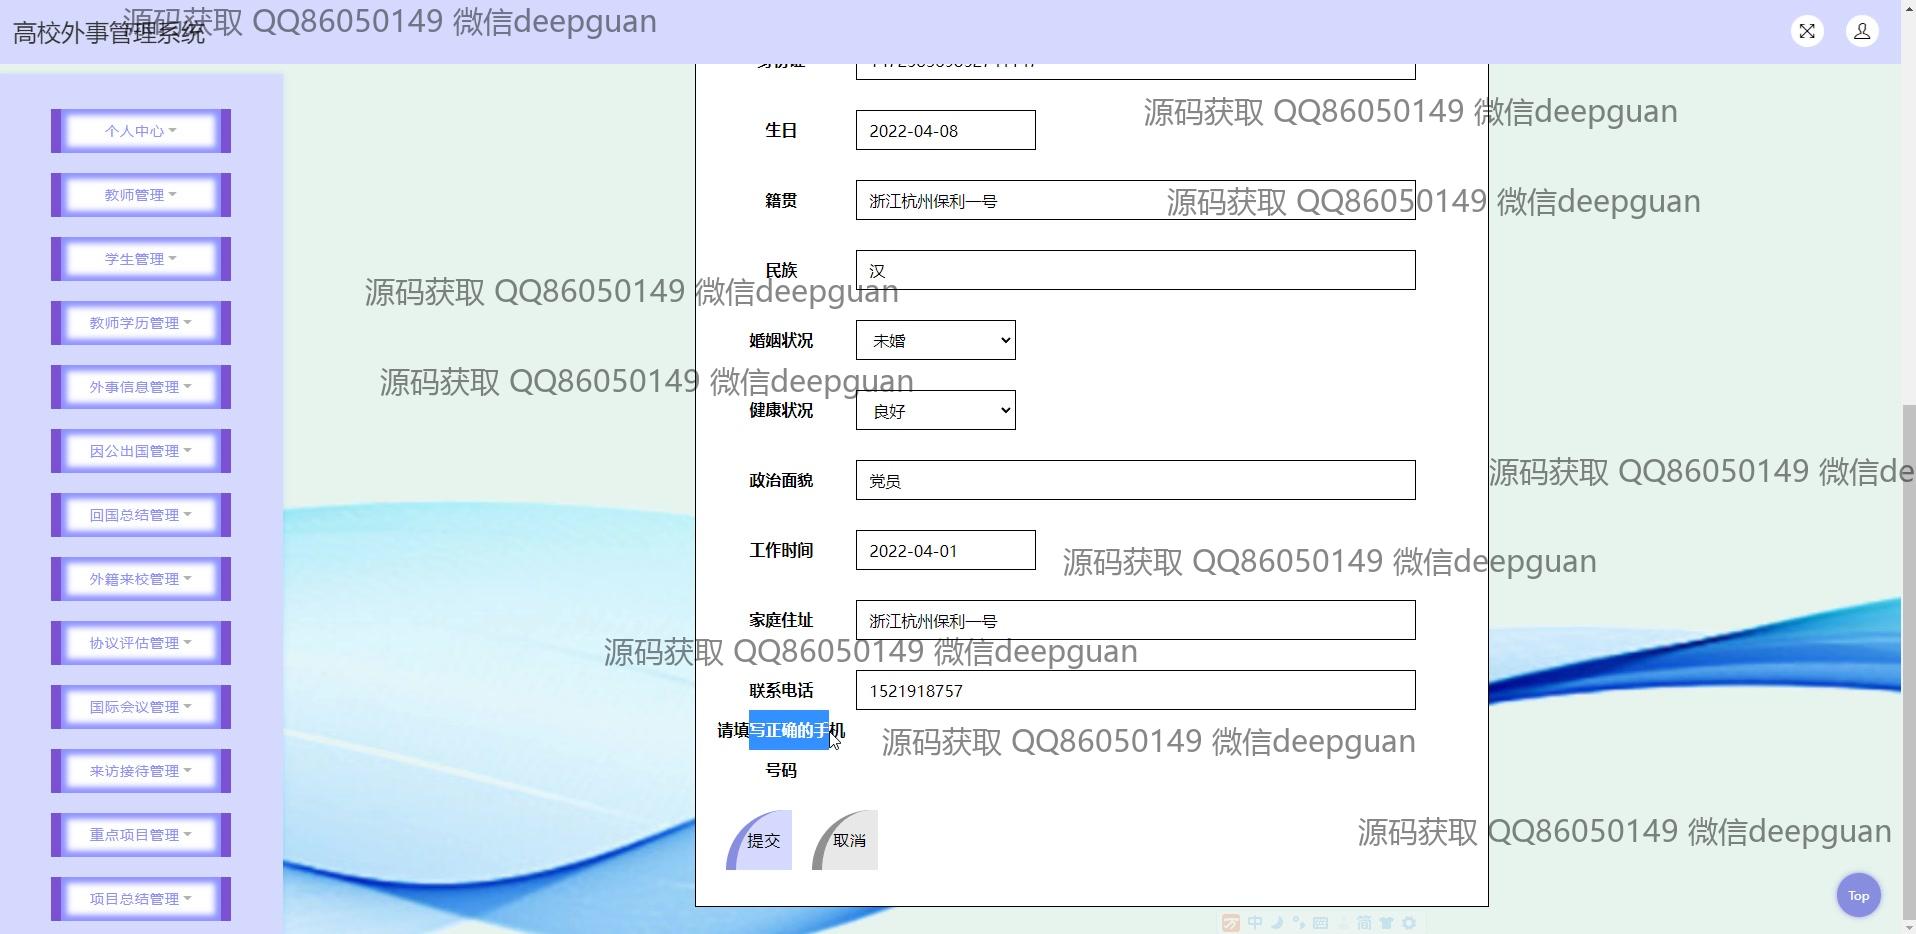 高校外事管理系统
源码获取 QQ86050149 微信deepguan
个人中心
教师管理
学生管理
教师学历管理
外事信息管理
因公出国管理
回国总结管理
外籍来校管理
协议评估管理
国际会议管理
来访接待管理
重点项目管理
项目总结管理
源码获取 QQ86050149 微信deepguan
生日 2022-04-08
籍贯 浙江杭州保利一号
源码获取 QQ86050149 微信deepguan
民族 汉
源码获取 QQ86050149 微信deepguan
婚姻状况 未婚
源码获取 QQ86050149 微信deepguan
健康状况 良好
政治面貌 党员
源码获取 QQ86050149 微信de
工作时间 2022-04-01
源码获取 QQ86050149 微信deepguan
家庭住址 浙江杭州保利一号
源码获取 QQ86050149 微信deepguan
联系电话 1521918757
请填写正确的手机
号码
源码获取 QQ86050149 微信deepguan
提交 取消
源码获取 QQ86050149 微信deepguan
Top
中 简